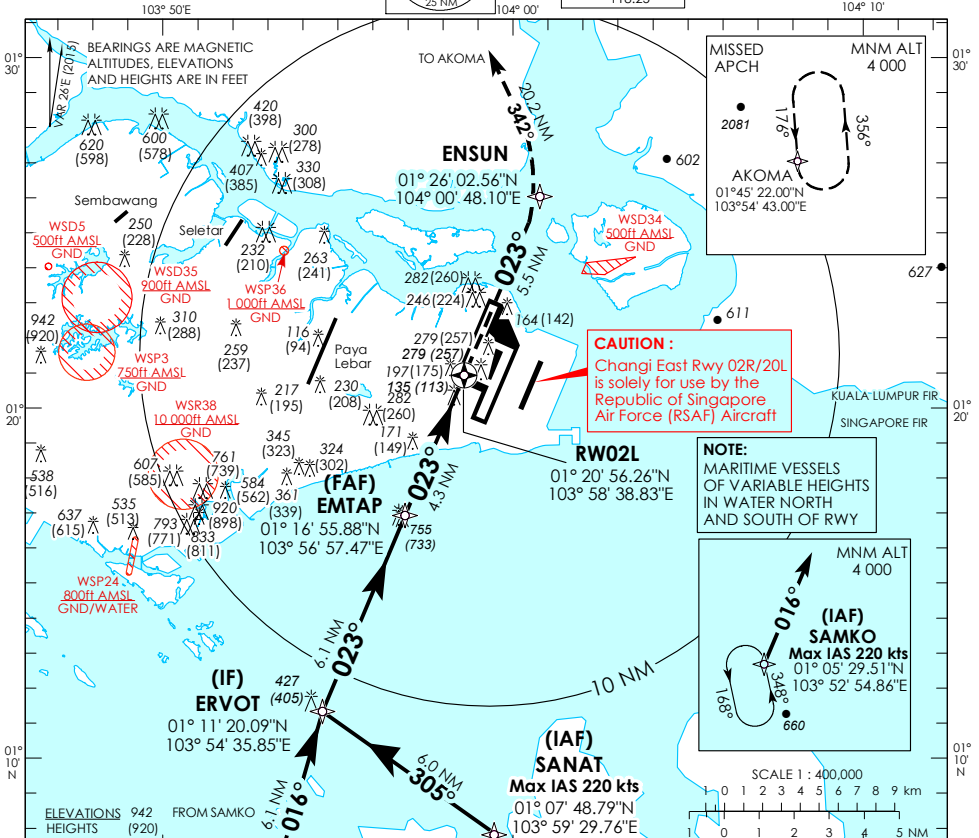 103° 50'E
25 NM
104° 00'E
104° 10'E
01°
30'
VAR 26'E (2015)
BEARINGS ARE MAGNETIC
ALTITUDES, ELEVATIONS
AND HEIGHTS ARE IN FEET
TO AKOMA
20.2 NM
342°
MISSED
APCH
MNM ALT
4 000
2081
176°
356°
AKOMA
01°45' 22.00"N
103°54' 43.00"E
01°
30'
620
(598)
600
(578)
420
(398)
300
(278)
407
(385)
330
(308)
ENSUN
01° 26' 02.56"N
104° 00' 48.10"E
602
Sembawang
250
(228)
Seletar
232
(210)
263
(241)
WSD5
500ft AMSL
GND
WSD35
900ft AMSL
GND
WSP36
1 000ft AMSL
GND
WSD34
500ft AMSL
GND
023°
5.5 NM
282 (260)
246 (224)
164 (142)
627
611
942
(920)
310
(288)
259
(237)
116
(94)
Paya
Lebar
279 (257)
279 (257)
197(175)
135 (113)
282
(260)
WSP3
750ft AMSL
GND
217
(195)
230
(208)
171
(149)
CAUTION :
Changi East Rwy 02R/20L
is solely for use by the
Republic of Singapore
Air Force (RSAF) Aircraft
KUALA LUMPUR FIR
SINGAPORE FIR
01°
20'
01°
20'
WSR38
10 000ft AMSL
GND
345
(323)
324
(302)
361
(339)
607
(585)
761
(739)
584
(562)
920
(898)
793
(771)
833
(811)
538
(516)
535
(513)
637
(615)
RW02L
01° 20' 56.26"N
103° 58' 38.83"E
NOTE:
MARITIME VESSELS
OF VARIABLE HEIGHTS
IN WATER NORTH
AND SOUTH OF RWY
023°
4.3 NM
(FAF)
EMTAP
01° 16' 55.88"N
103° 56' 57.47"E
755
(733)
WSP24
800ft AMSL
GND/WATER
MNM ALT
4 000
016°
(IAF)
SAMKO
Max IAS 220 kts
01° 05' 29.51"N
103° 52' 54.86"E
168°
348°
660
6.1 NM
023°
10 NM
(IF)
ERVOT
01° 11' 20.09"N
103° 54' 35.85"E
427
(405)
6.0 NM
305°
(IAF)
SANAT
Max IAS 220 kts
01° 07' 48.79"N
103° 59' 29.76"E
01°
10'
N
01°
10'
N
6.1 NM
016°
FROM SAMKO
ELEVATIONS 942
HEIGHTS (920)
SCALE 1 : 400,000
1 0 1 2 3 4 5 6 7 8 9 km
1 0 1 2 3 4 5 NM